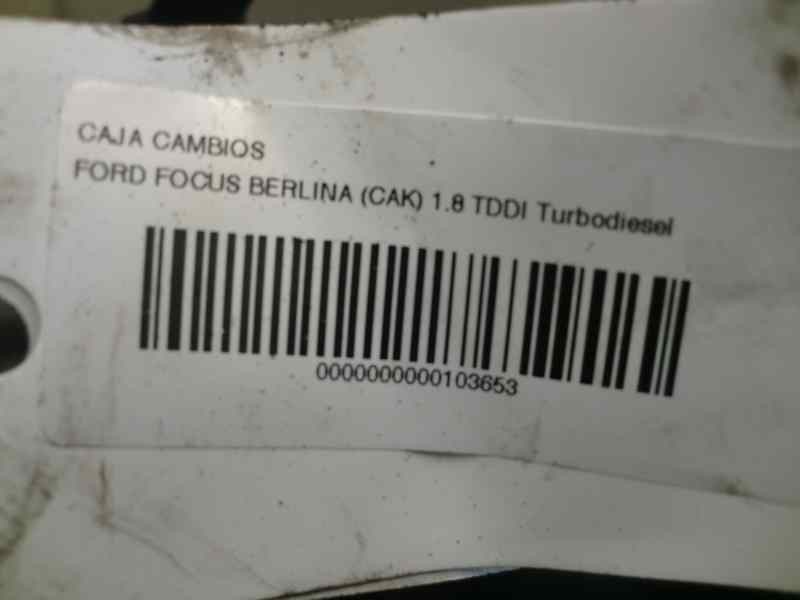 CAJA CAMBIOS
FORD FOCUS BERLINA (CAK) 1.8 TDDI Turbodiesel
0000000000103653